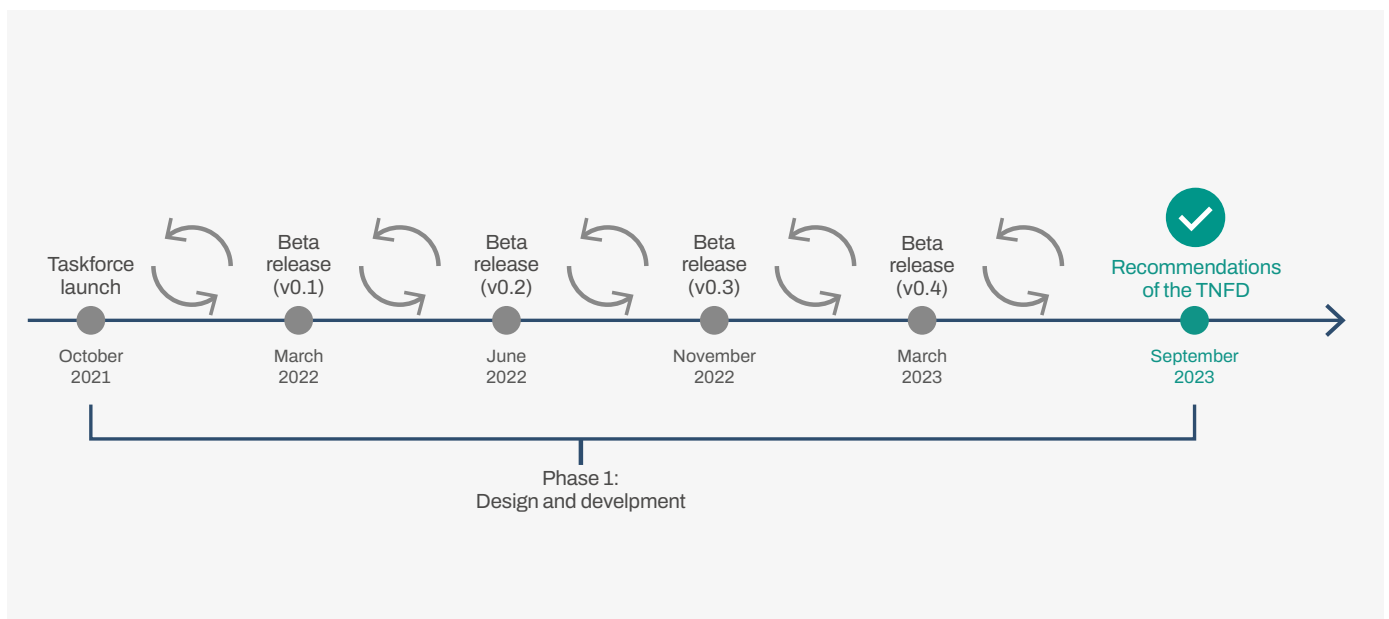 Taskforce
launch
Beta
release
(v0.1)
Beta
release
(v0.2)
Beta
release
(v0.3)
Beta
release
(v0.4)
Recommendations
of the TNFD
October
2021
March
2022
June
2022
November
2022
March
2023
September
2023
Phase 1:
Design and develpment